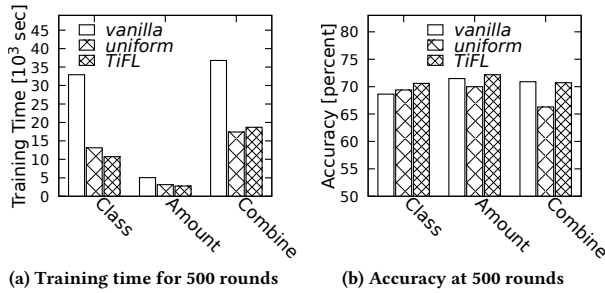 Training Time [10³ sec]
45
40
35
30
25
20
15
10
5
0
vanilla
uniform
TiFL
Class
Amount
Combine
(a) Training time for 500 rounds
Accuracy [percent]
80
75
70
65
60
55
50
vanilla
uniform
TiFL
Class
Amount
Combine
(b) Accuracy at 500 rounds